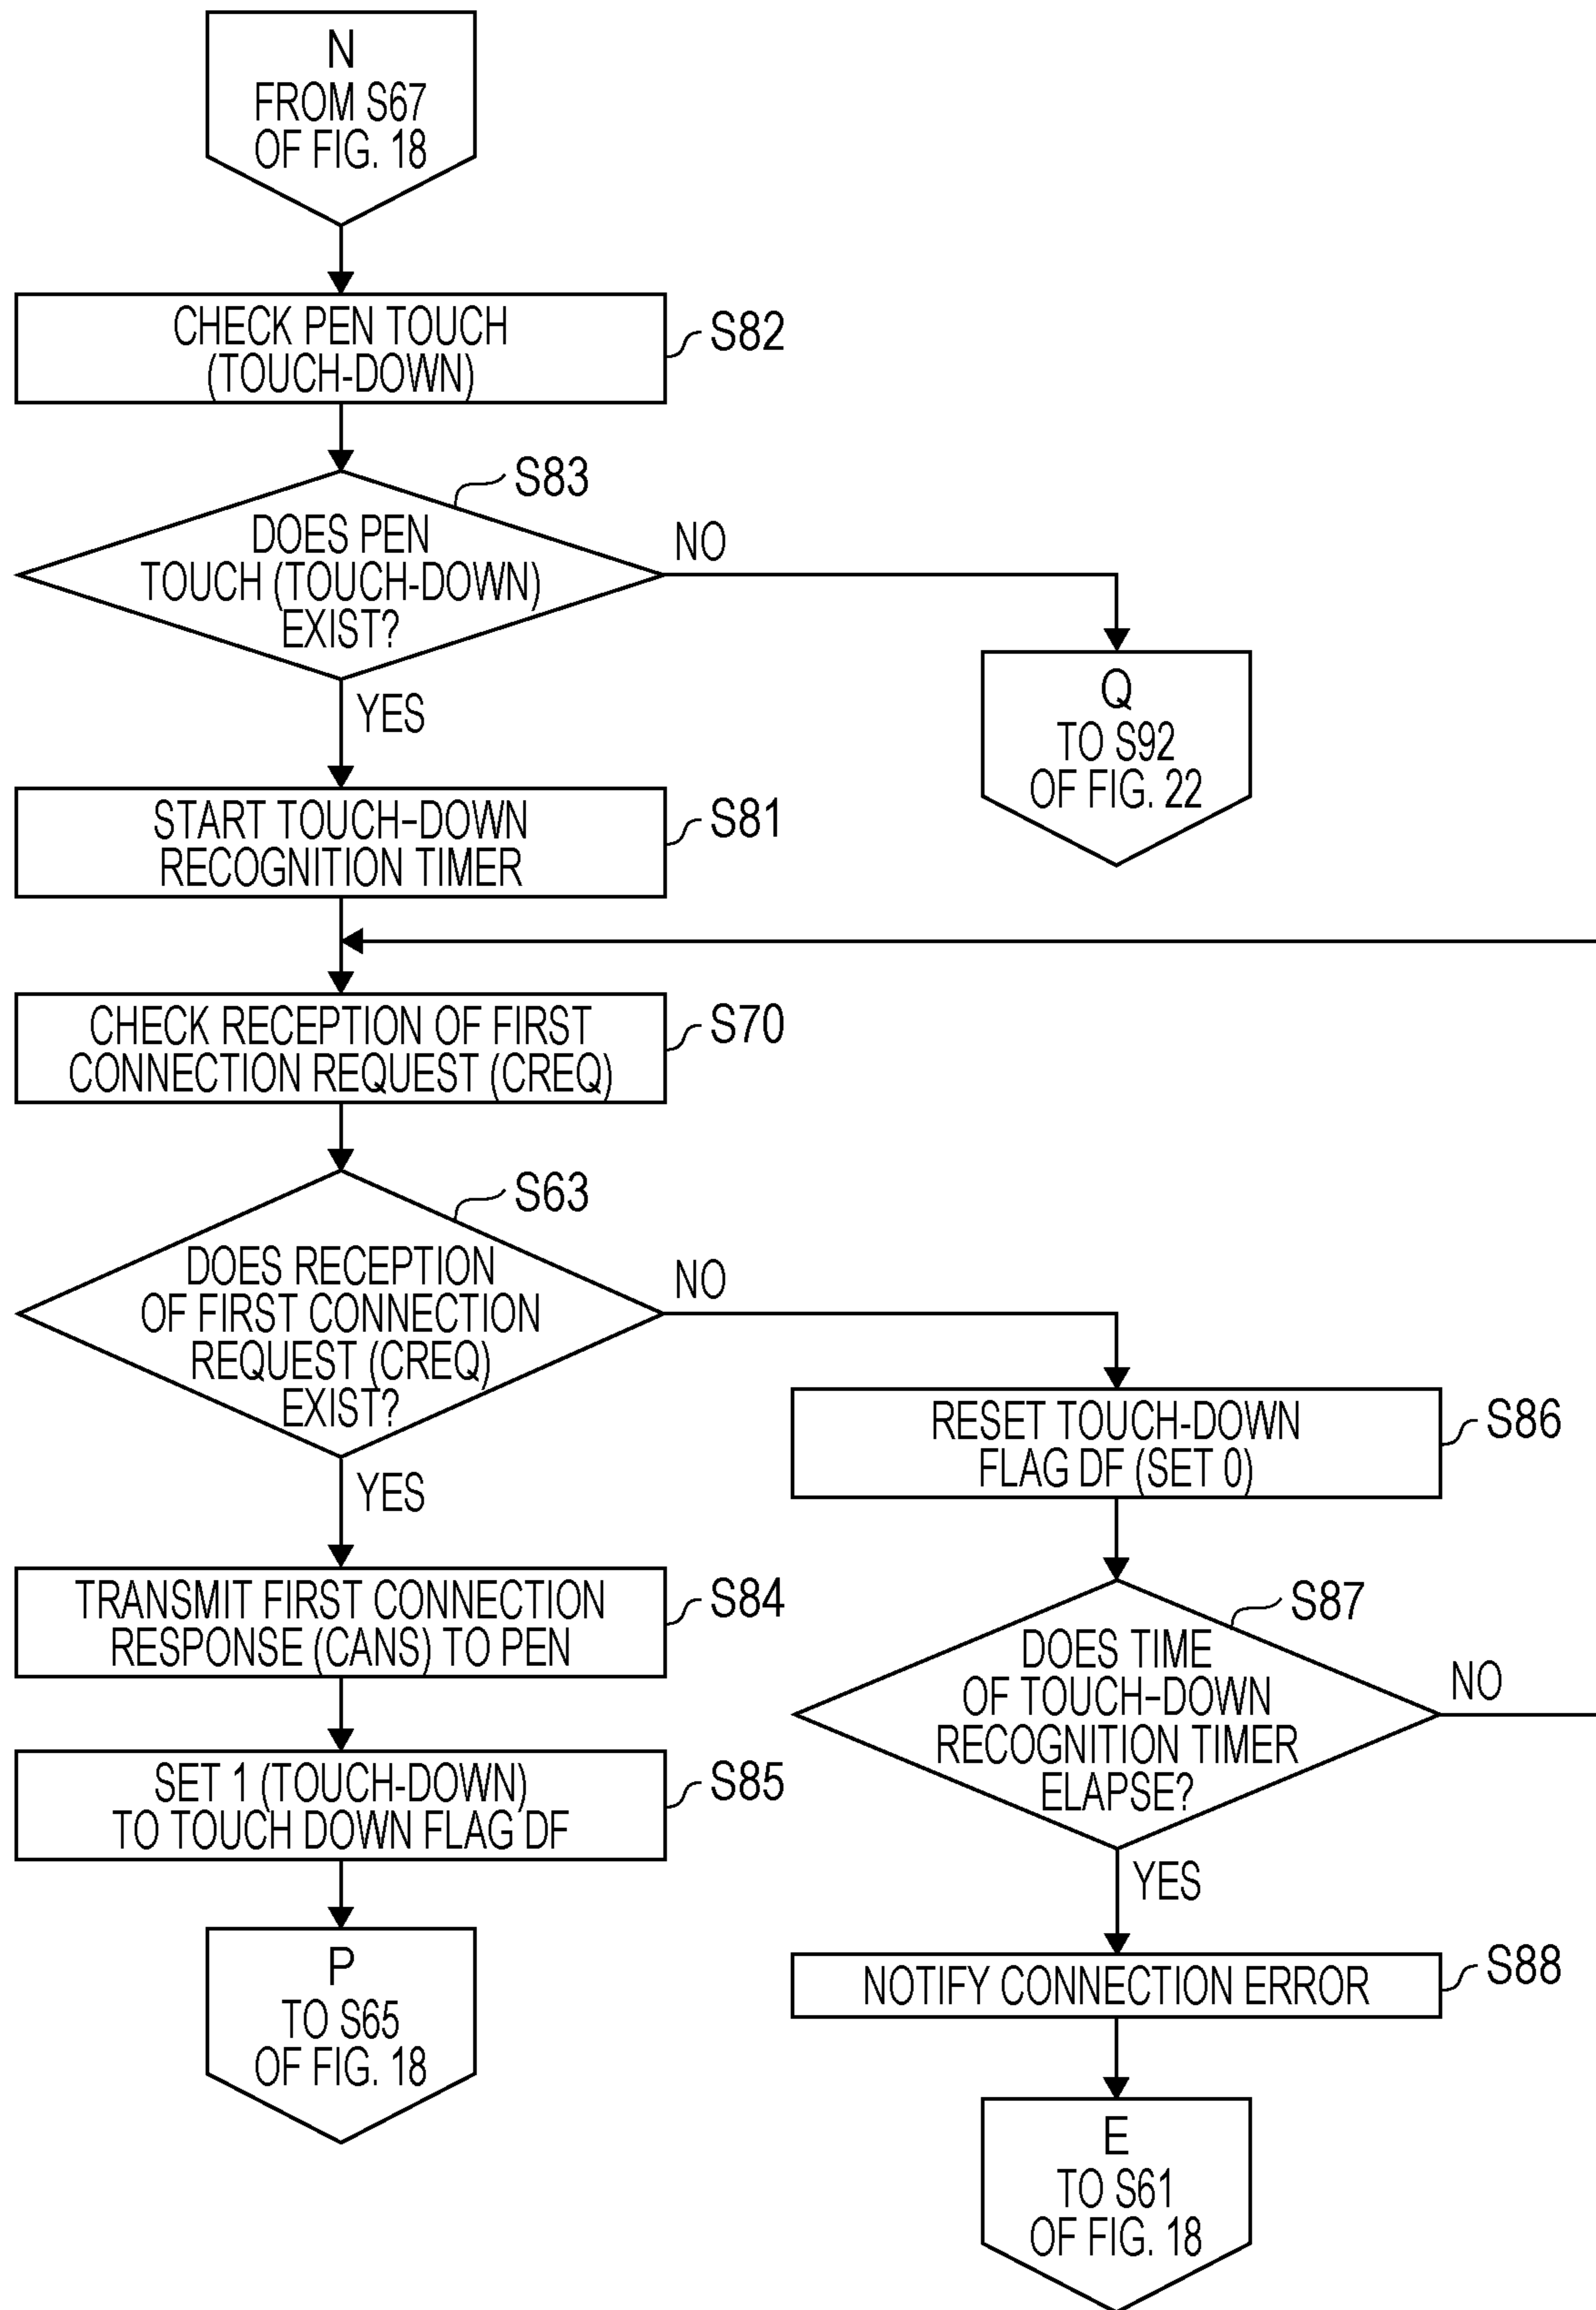 N
FROM S67
OF FIG. 18
CHECK PEN TOUCH
(TOUCH-DOWN)
S82
S83
DOES PEN
TOUCH (TOUCH-DOWN)
EXIST?
NO
YES
Q
TO S92
OF FIG. 22
START TOUCH-DOWN
RECOGNITION TIMER
S81
CHECK RECEPTION OF FIRST
CONNECTION REQUEST (CREQ)
S70
S63
DOES RECEPTION
OF FIRST CONNECTION
REQUEST (CREQ)
EXIST?
NO
YES
RESET TOUCH-DOWN
FLAG DF (SET 0)
S86
TRANSMIT FIRST CONNECTION
RESPONSE (CANS) TO PEN
S84
S87
DOES TIME
OF TOUCH-DOWN
RECOGNITION TIMER
ELAPSE?
NO
YES
SET 1 (TOUCH-DOWN)
TO TOUCH DOWN FLAG DF
S85
P
TO S65
OF FIG. 18
NOTIFY CONNECTION ERROR
S88
E
TO S61
OF FIG. 18